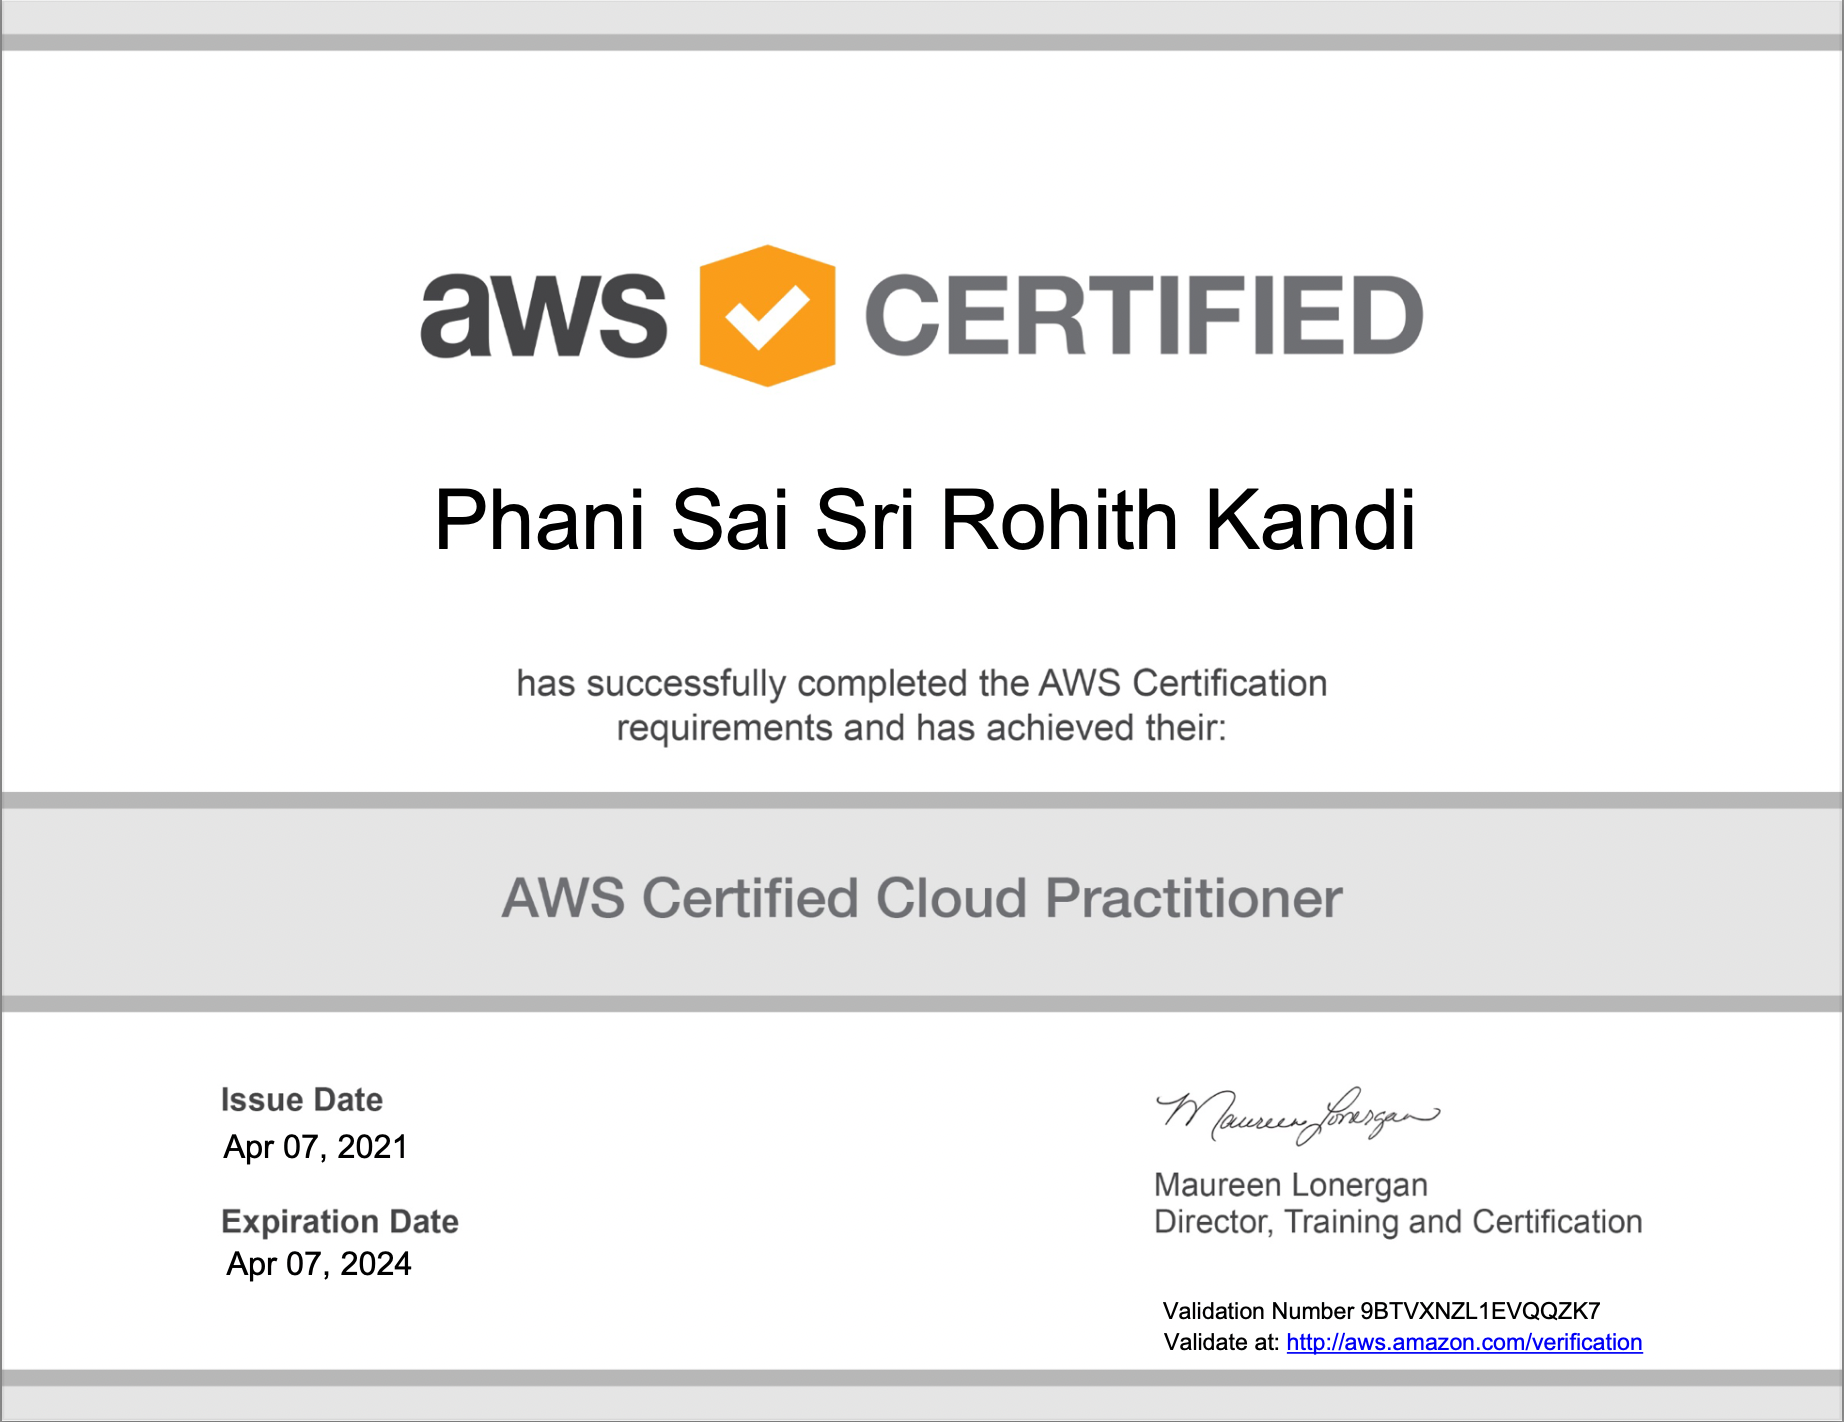 aws CERTIFIED
Phani Sai Sri Rohith Kandi
has successfully completed the AWS Certification
requirements and has achieved their:
AWS Certified Cloud Practitioner
Issue Date
Apr 07, 2021
Expiration Date
Apr 07, 2024
Maureen Lonergan
Maureen Lonergan
Director, Training and Certification
Validation Number 9BTVXNZL1EVQQZK7
Validate at: http://aws.amazon.com/verification